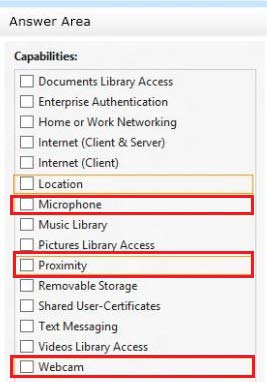 Answer Area
Capabilities:
Documents Library Access
Enterprise Authentication
Home or Work Networking
Internet (Client & Server)
Internet (Client)
Location
Microphone
Music Library
Pictures Library Access
Proximity
Removable Storage
Shared User-Certificates
Text Messaging
Videos Library Access
Webcam